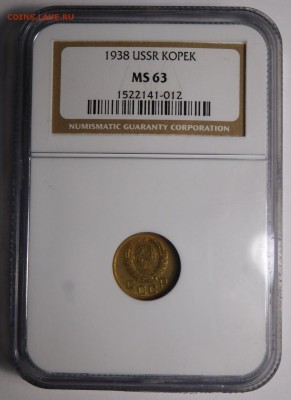 COINS.LAVE.RU
1938 USSR KOPEK
MS 63
1522141-012
NUMISMATIC GUARANTY CORPORATION
СССР